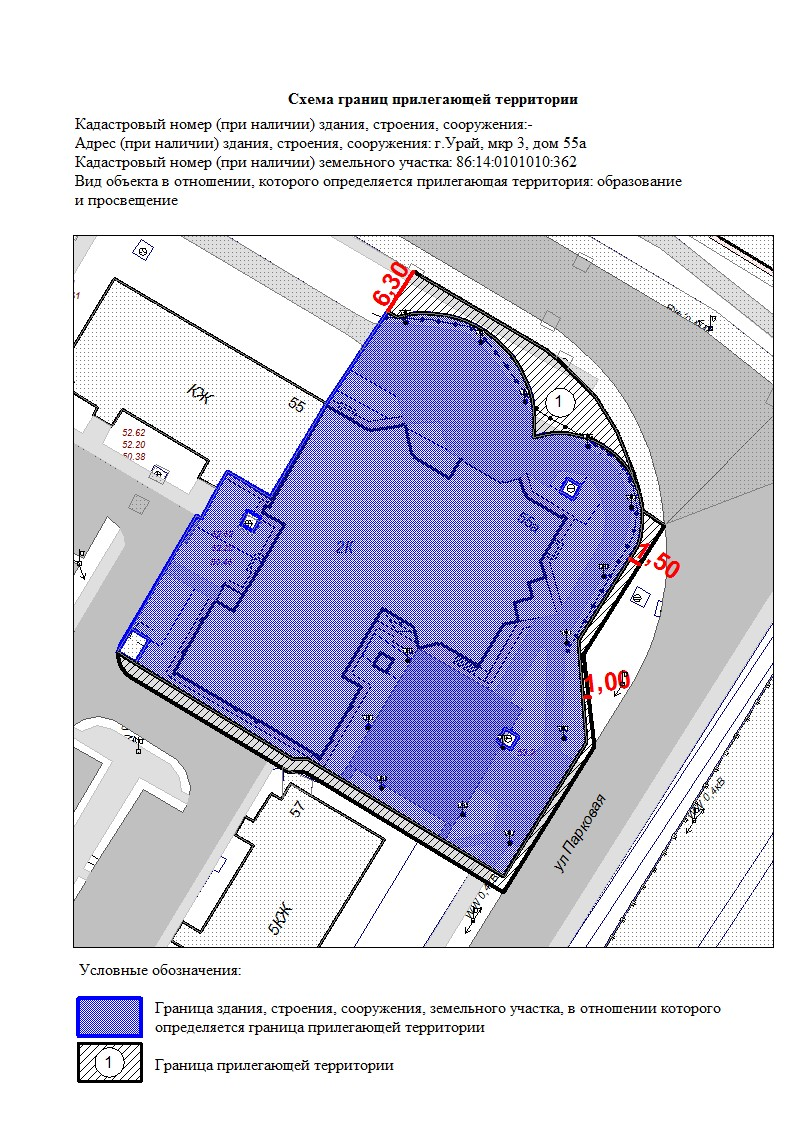 Схема границ прилегающей территории
Кадастровый номер (при наличии) здания, строения, сооружения:-
Адрес (при наличии) здания, строения, сооружения: г.Урай, мкр 3, дом 55а
Кадастровый номер (при наличии) земельного участка: 86:14:0101010:362
Вид объекта в отношении, которого определяется прилегающая территория: образование
и просвещение
6,30
1
КЖ
55
52.62
52.20
50.38
2К
55а
1,50
1,00
57
5КЖ
ул Парковая
Условные обозначения:
Граница здания, строения, сооружения, земельного участка, в отношении которого
определяется граница прилегающей территории
1
Граница прилегающей территории